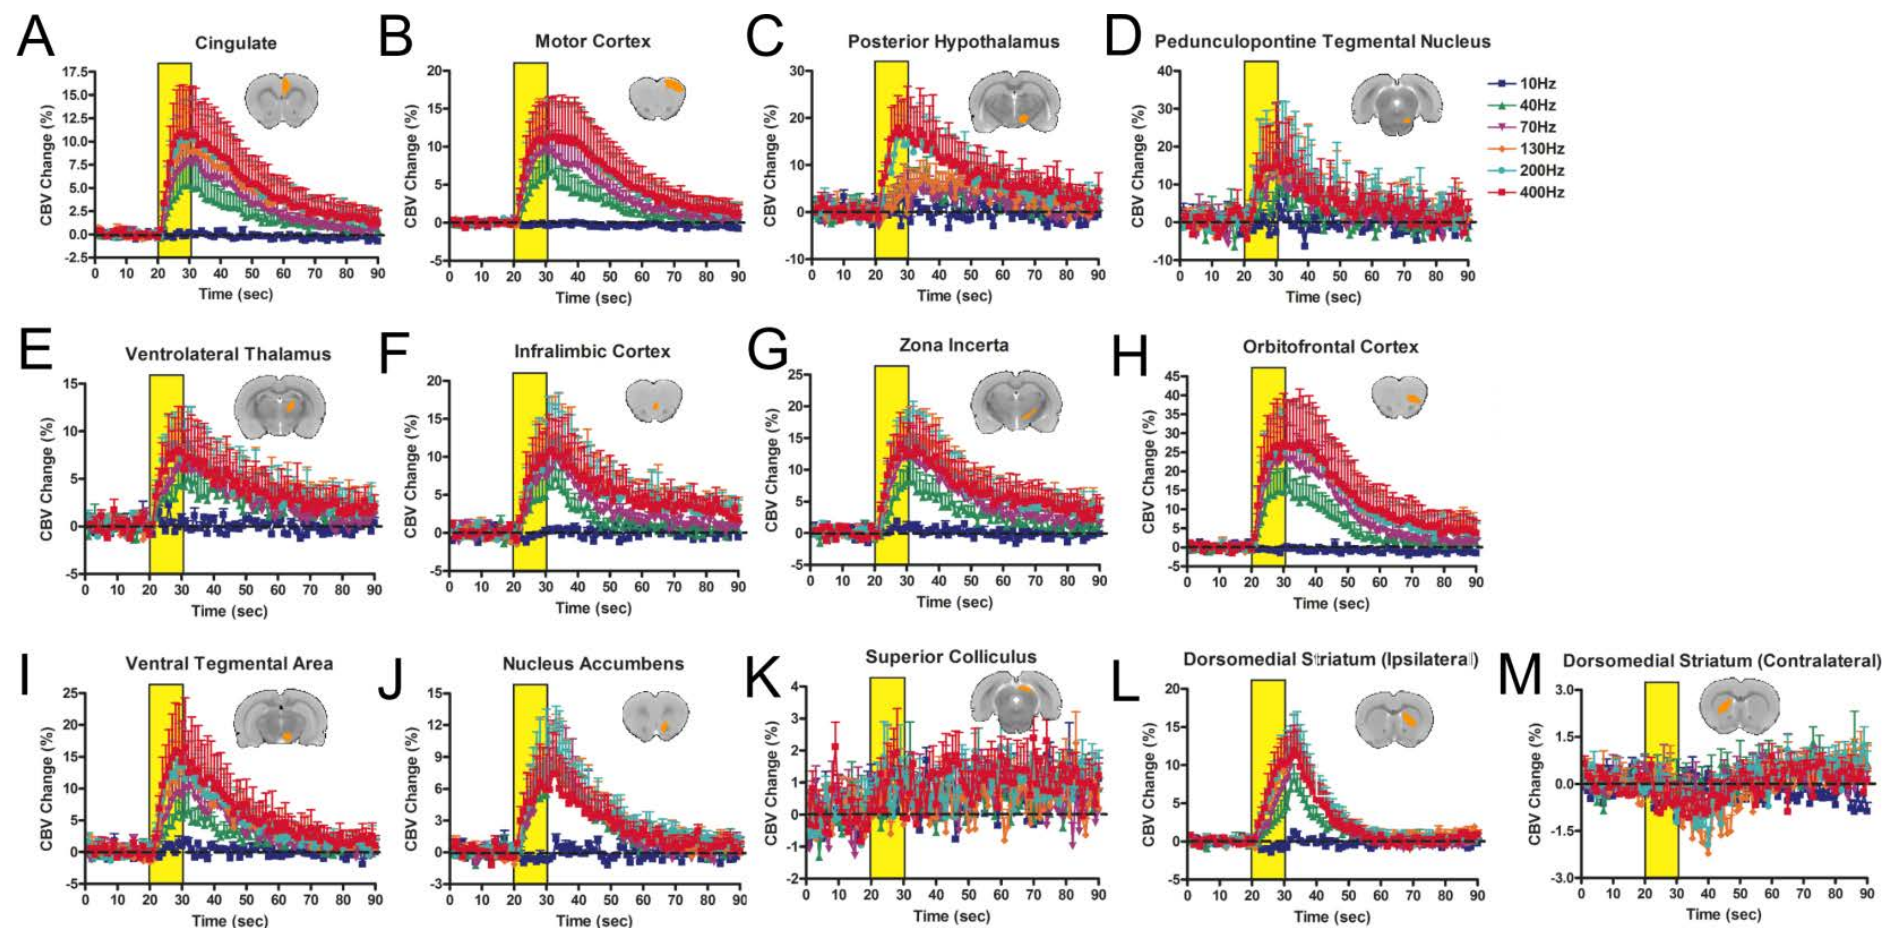 A
Cingulate
CBV Change (%)
17.5
15.0
12.5
10.0
7.5
5.0
2.5
0.0
-2.5
0 10 20 30 40 50 60 70 80 90
Time (sec)
B
Motor Cortex
CBV Change (%)
20
15
10
5
0
-5
0 10 20 30 40 50 60 70 80 90
Time (sec)
C
Posterior Hypothalamus
CBV Change (%)
30
20
10
0
-10
0 10 20 30 40 50 60 70 80 90
Time (sec)
D
Pedunculopontine Tegmental Nucleus
CBV Change (%)
40
30
20
10
0
-10
0 10 20 30 40 50 60 70 80 90
Time (sec)
10Hz
40Hz
70Hz
130Hz
200Hz
400Hz
E
Ventrolateral Thalamus
CBV Change (%)
15
10
5
0
-5
0 10 20 30 40 50 60 70 80 90
Time (sec)
F
Infralimbic Cortex
CBV Change (%)
20
15
10
5
0
-5
0 10 20 30 40 50 60 70 80 90
Time (sec)
G
Zona Incerta
CBV Change (%)
25
20
15
10
5
0
-5
0 10 20 30 40 50 60 70 80 90
Time (sec)
H
Orbitofrontal Cortex
CBV Change (%)
45
40
35
30
25
20
15
10
5
0
-5
0 10 20 30 40 50 60 70 80 90
Time (sec)
I
Ventral Tegmental Area
CBV Change (%)
25
20
15
10
5
0
-5
0 10 20 30 40 50 60 70 80 90
Time (sec)
J
Nucleus Accumbens
CBV Change (%)
15
12
9
6
3
0
-3
0 10 20 30 40 50 60 70 80 90
Time (sec)
K
Superior Colliculus
CBV Change (%)
4
3
2
1
0
-1
-2
0 10 20 30 40 50 60 70 80 90
Time (sec)
L
Dorsomedial Striatum (Ipsilateral)
CBV Change (%)
20
15
10
5
0
-5
0 10 20 30 40 50 60 70 80 90
Time (sec)
M
Dorsomedial Striatum (Contralateral)
CBV Change (%)
3.0
1.5
0.0
-1.5
-3.0
0 10 20 30 40 50 60 70 80 90
Time (sec)